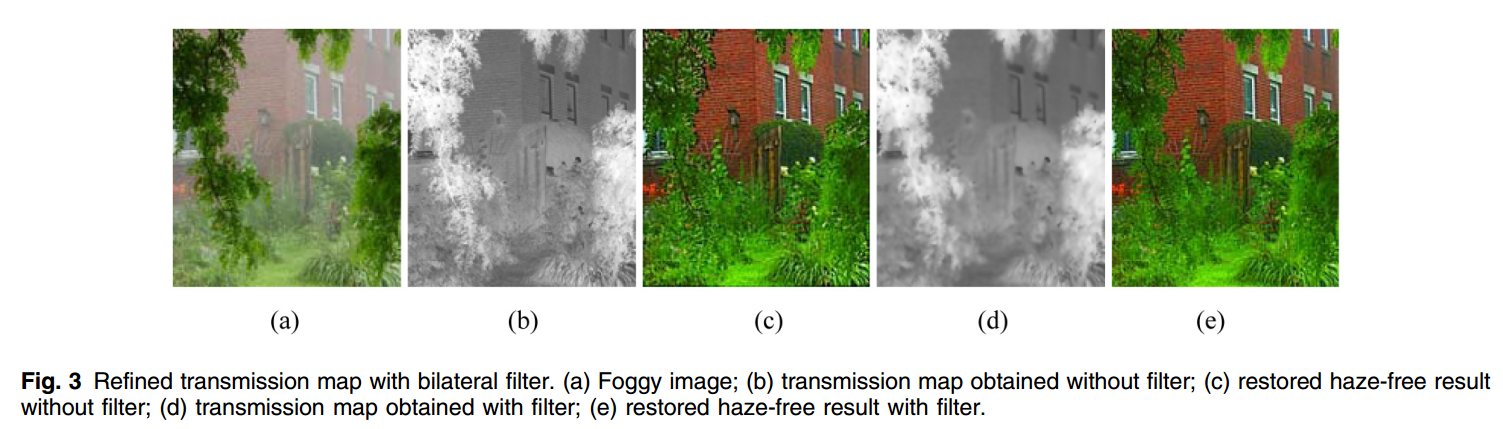 (a) (b) (c) (d) (e)
Fig. 3 Refined transmission map with bilateral filter. (a) Foggy image; (b) transmission map obtained without filter; (c) restored haze-free result
without filter; (d) transmission map obtained with filter; (e) restored haze-free result with filter.